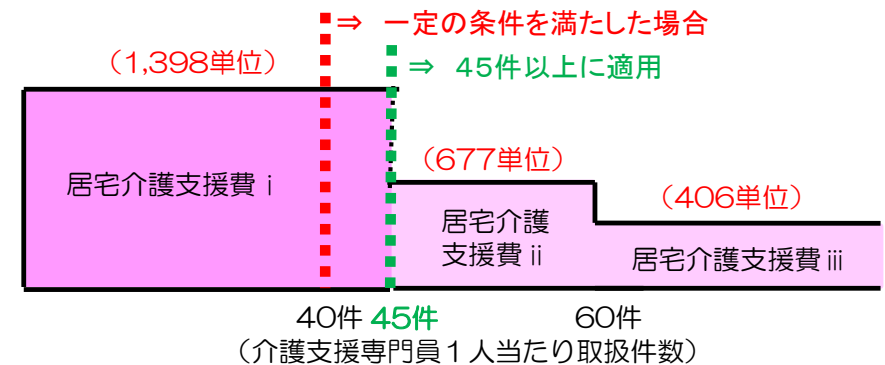 ⇒ 一定の条件を満たした場合
(1,398単位)
⇒ 45件以上に適用
(677単位)
居宅介護支援費ⅰ
(406単位)
居宅介護
支援費ⅱ
居宅介護支援費ⅲ
40件 45件 60件
(介護支援専門員1人当たり取扱件数)